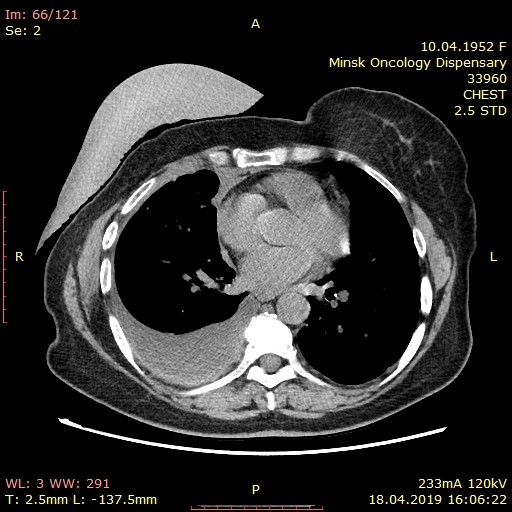 Im: 66/121
Se: 2
A
10.04.1952 F
Minsk Oncology Dispensary
33960
CHEST
2.5 STD
R
L
WL: 3 WW: 291
T: 2.5mm L: -137.5mm
P
233mA 120kV
18.04.2019 16:06:22